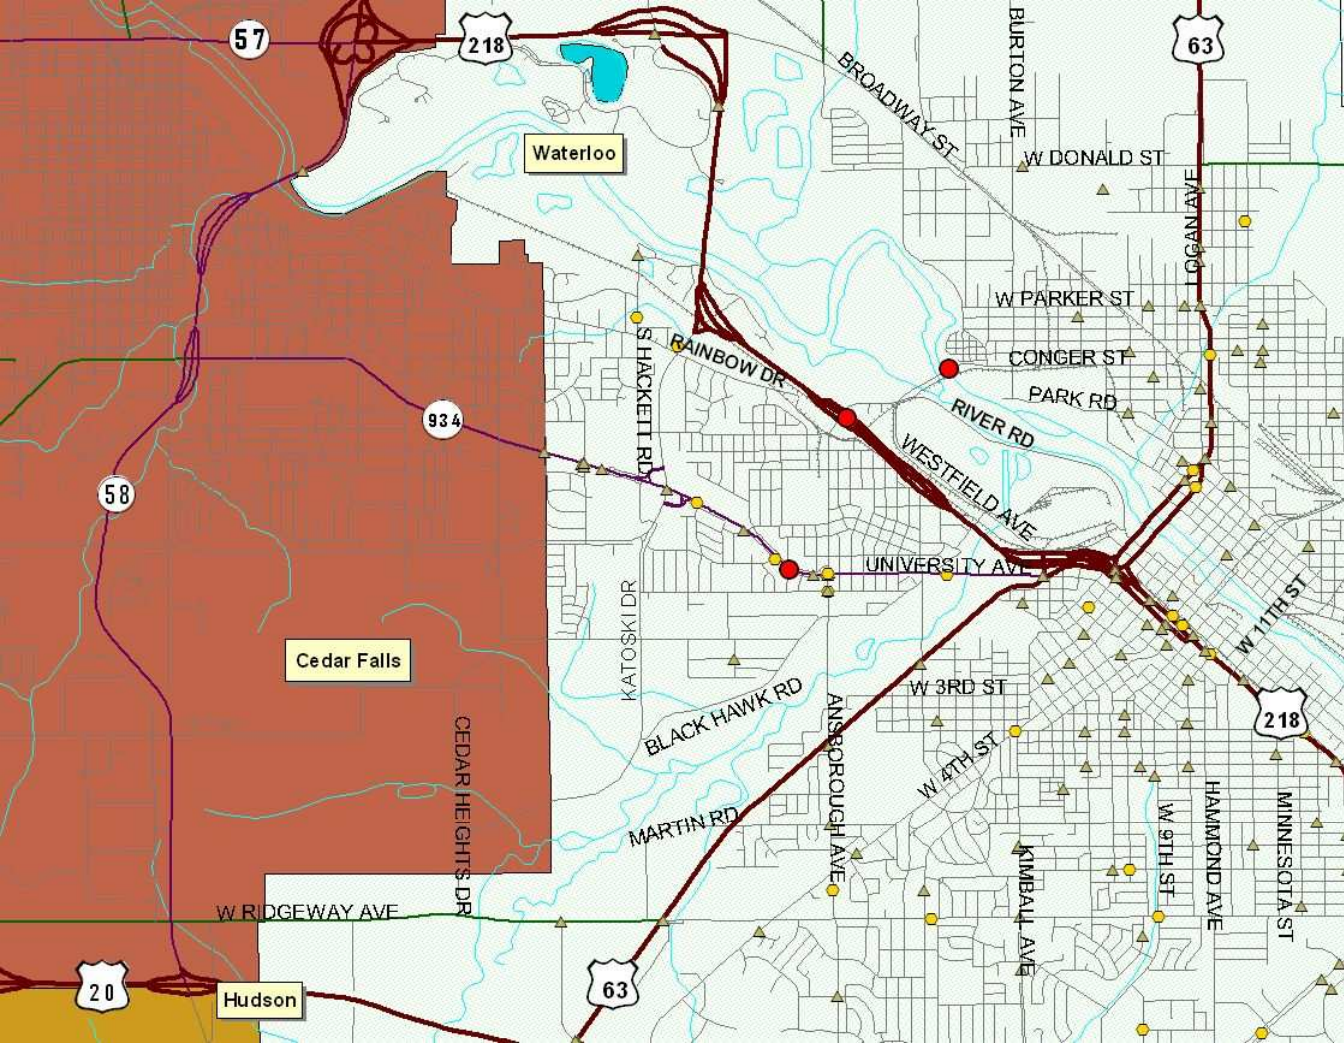 57
218
63
BURTON AVE
BROADWAY ST
Waterloo
W DONALD ST
LOGAN AVE
W PARKER ST
S HACKETT RD
RAINBOW DR
CONGER ST
PARK RD
RIVER RD
934
WESTFIELD AVE
58
UNIVERSITY AVE
W 11TH ST
KATOSKI DR
Cedar Falls
W 3RD ST
BLACK HAWK RD
ANSBOROUGH AVE
218
CEDAR HEIGHTS DR
W 4TH ST
MARTIN RD
W 9TH ST
HAMMOND AVE
MINNESOTA ST
KIMBALL AVE
W RIDGEWAY AVE
20
Hudson
63